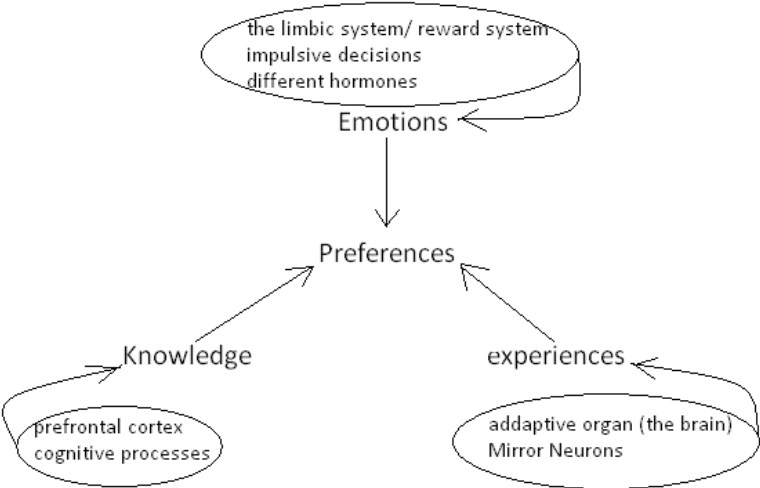 the limbic system/ reward system
impulsive decisions
different hormones
Emotions
Preferences
Knowledge
experiences
prefrontal cortex
cognitive processes
addaptive organ (the brain)
Mirror Neurons